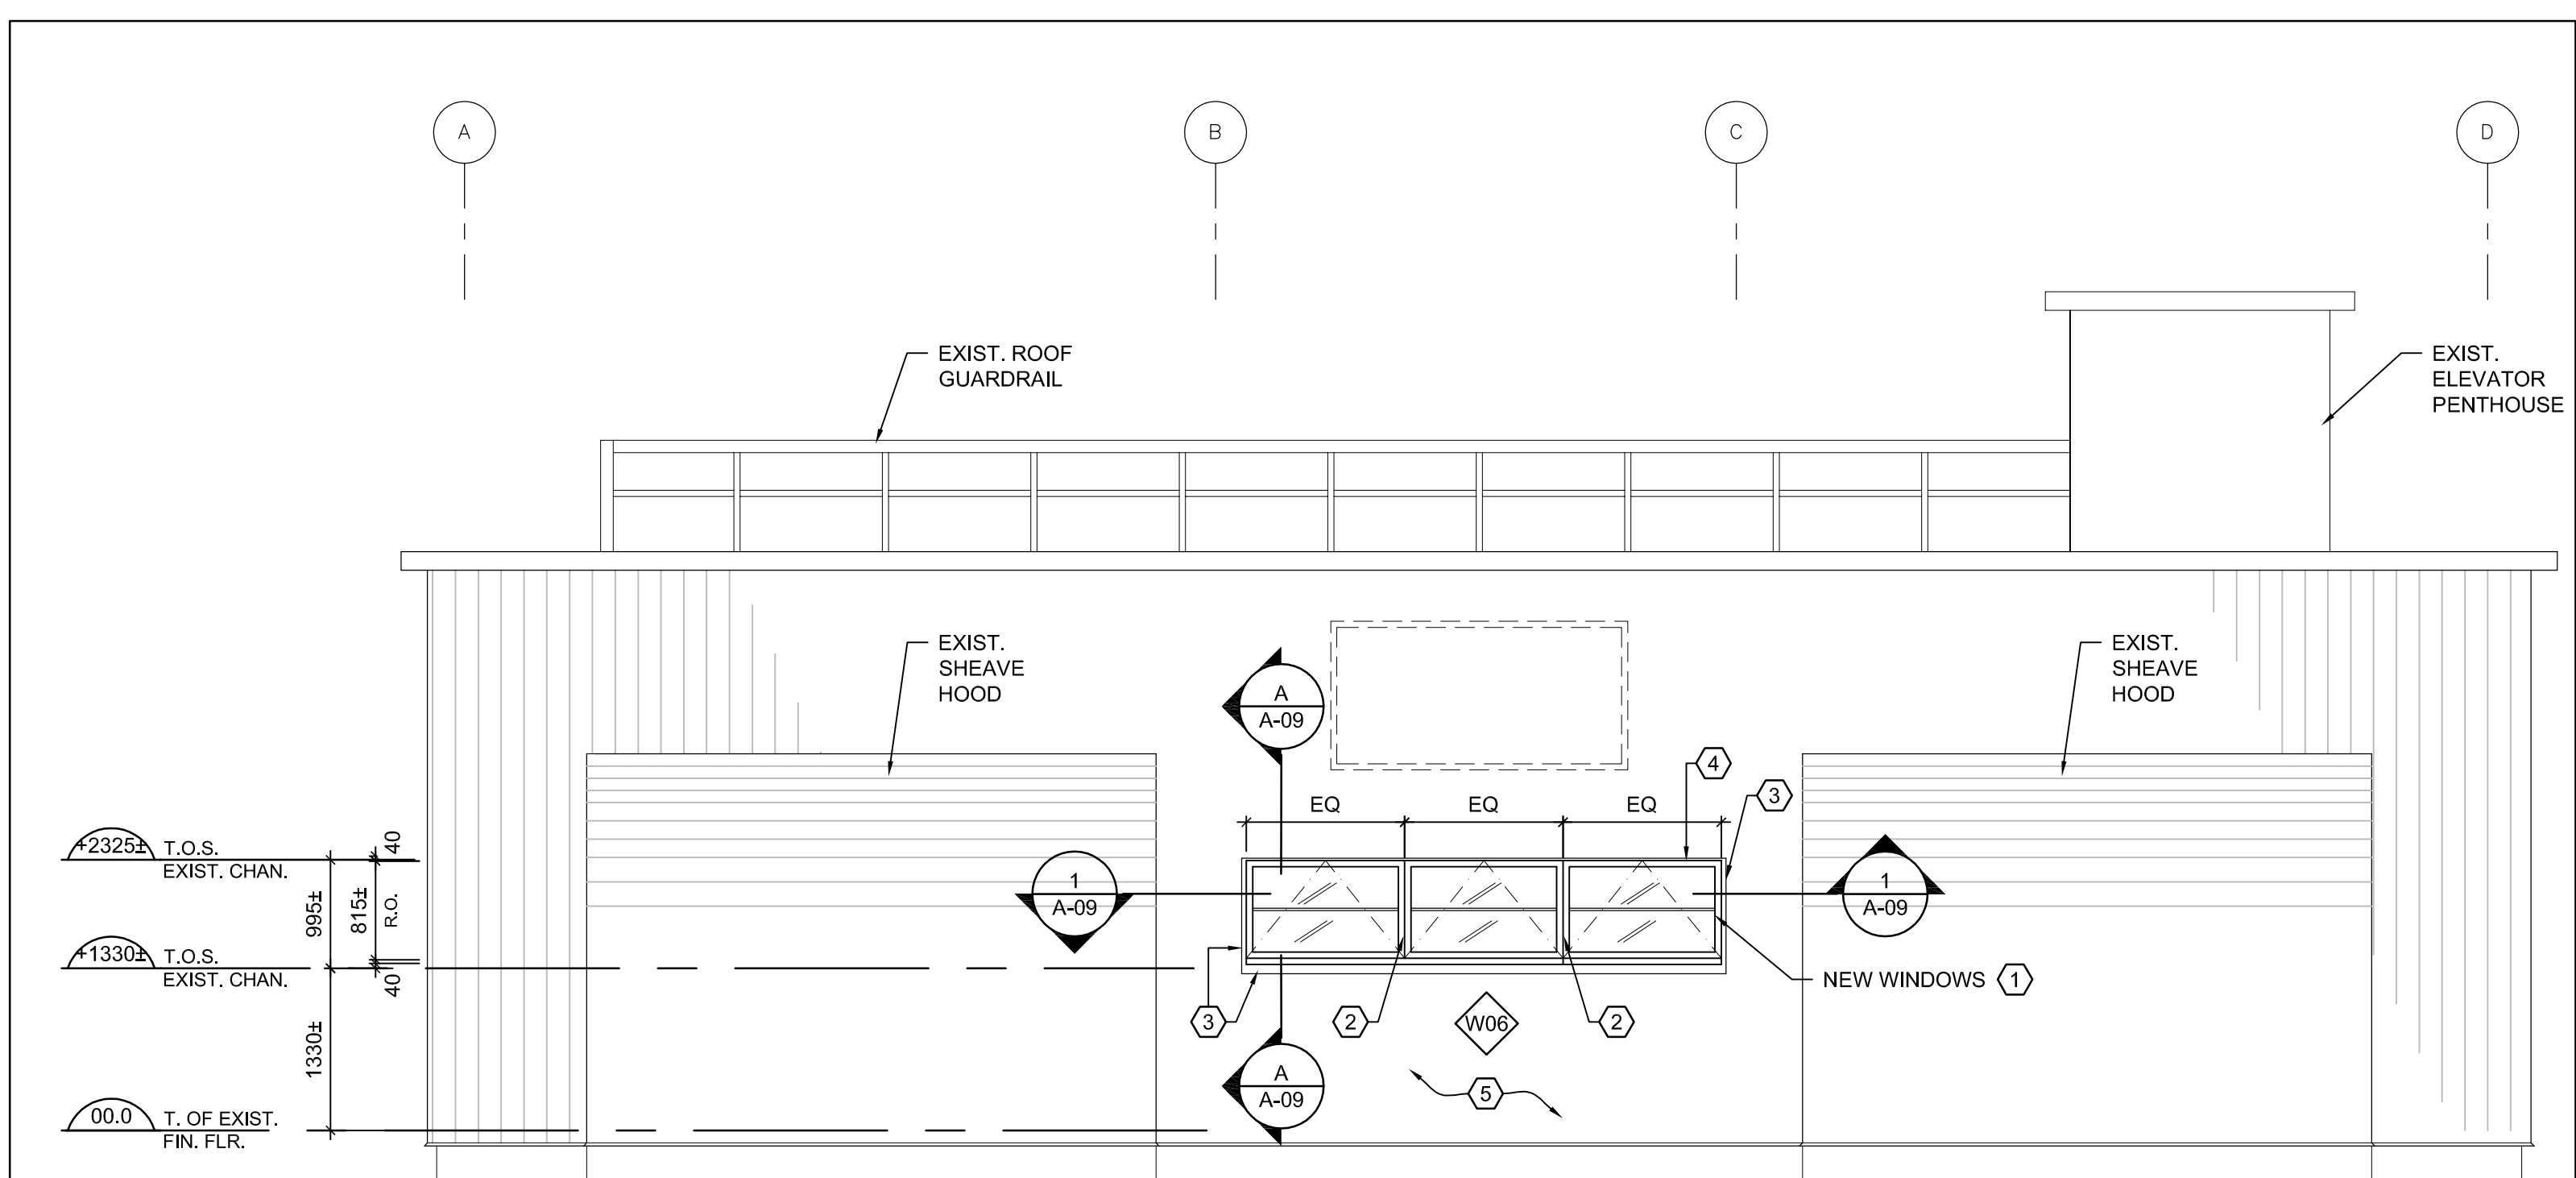 A
B
C
D
EXIST. ROOF
GUARDRAIL
EXIST.
ELEVATOR
PENTHOUSE
EXIST.
SHEAVE
HOOD
A
A-09
EXIST.
SHEAVE
HOOD
4
3
EQ
EQ
EQ
+2325±
T.O.S.
EXIST. CHAN.
40
995±
815±
R.O.
1
A-09
1
A-09
+1330±
T.O.S.
EXIST. CHAN.
40
NEW WINDOWS
1
3
2
W06
2
1330±
A
A-09
5
00.0
T. OF EXIST.
FIN. FLR.